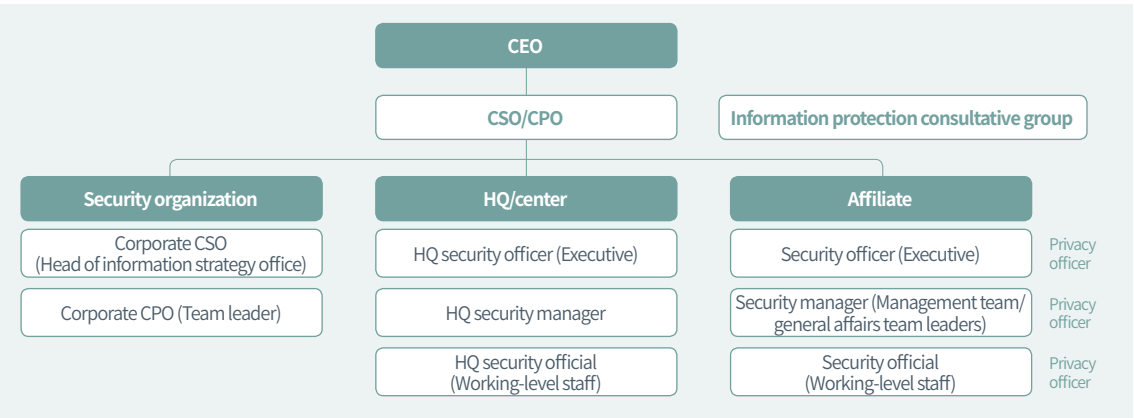 CEO
CSO/CPO
Information protection consultative group
Security organization
HQ/center
Affiliate
Corporate CSO
(Head of information strategy office)
HQ security officer (Executive)
Security officer (Executive)
Privacy
officer
Corporate CPO (Team leader)
HQ security manager
Security manager (Management team/
general affairs team leaders)
Privacy
officer
HQ security official
(Working-level staff)
Security official
(Working-level staff)
Privacy
officer